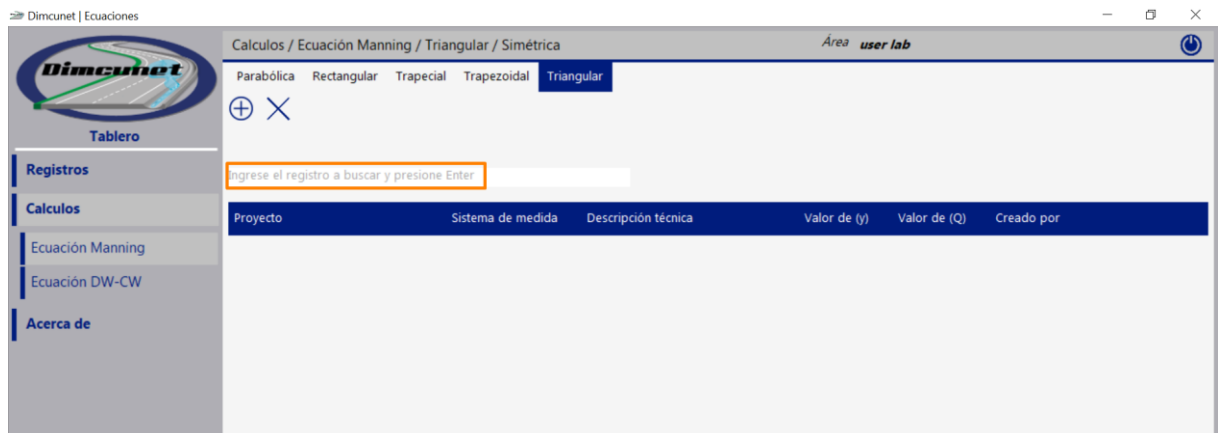 Dimcunet | Ecuaciones
Dimcunet
Tablero
Registros
Calculos
Ecuación Manning
Ecuación DW-CW
Acerca de
Calculos / Ecuación Manning / Triangular / Simétrica
Área user lab
Parabólica Rectangular Trapecial Trapezoidal Triangular
Ingrese el registro a buscar y presione Enter
Proyecto Sistema de medida Descripción técnica Valor de (y) Valor de (Q) Creado por